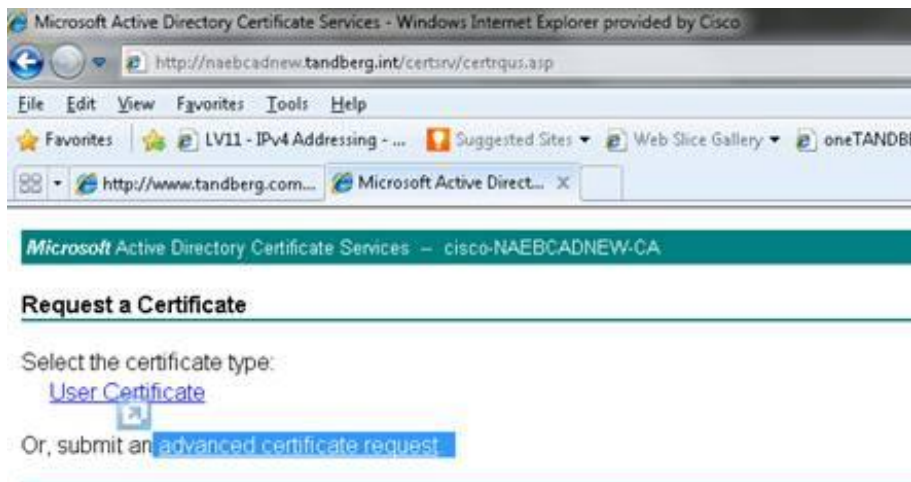 Microsoft Active Directory Certificate Services - Windows Internet Explorer provided by Cisco
http://naebcadnew.tandberg.int/certsrv/certrqus.asp
File Edit View Favorites Tools Help
Favorites LV11 - IPv4 Addressing - ... Suggested Sites Web Slice Gallery oneTANDB
http://www.tandberg.com... Microsoft Active Direct... X
Microsoft Active Directory Certificate Services -- cisco-NAEBCADNEW-CA
Request a Certificate
Select the certificate type:
User Certificate
Or, submit an advanced certificate request.